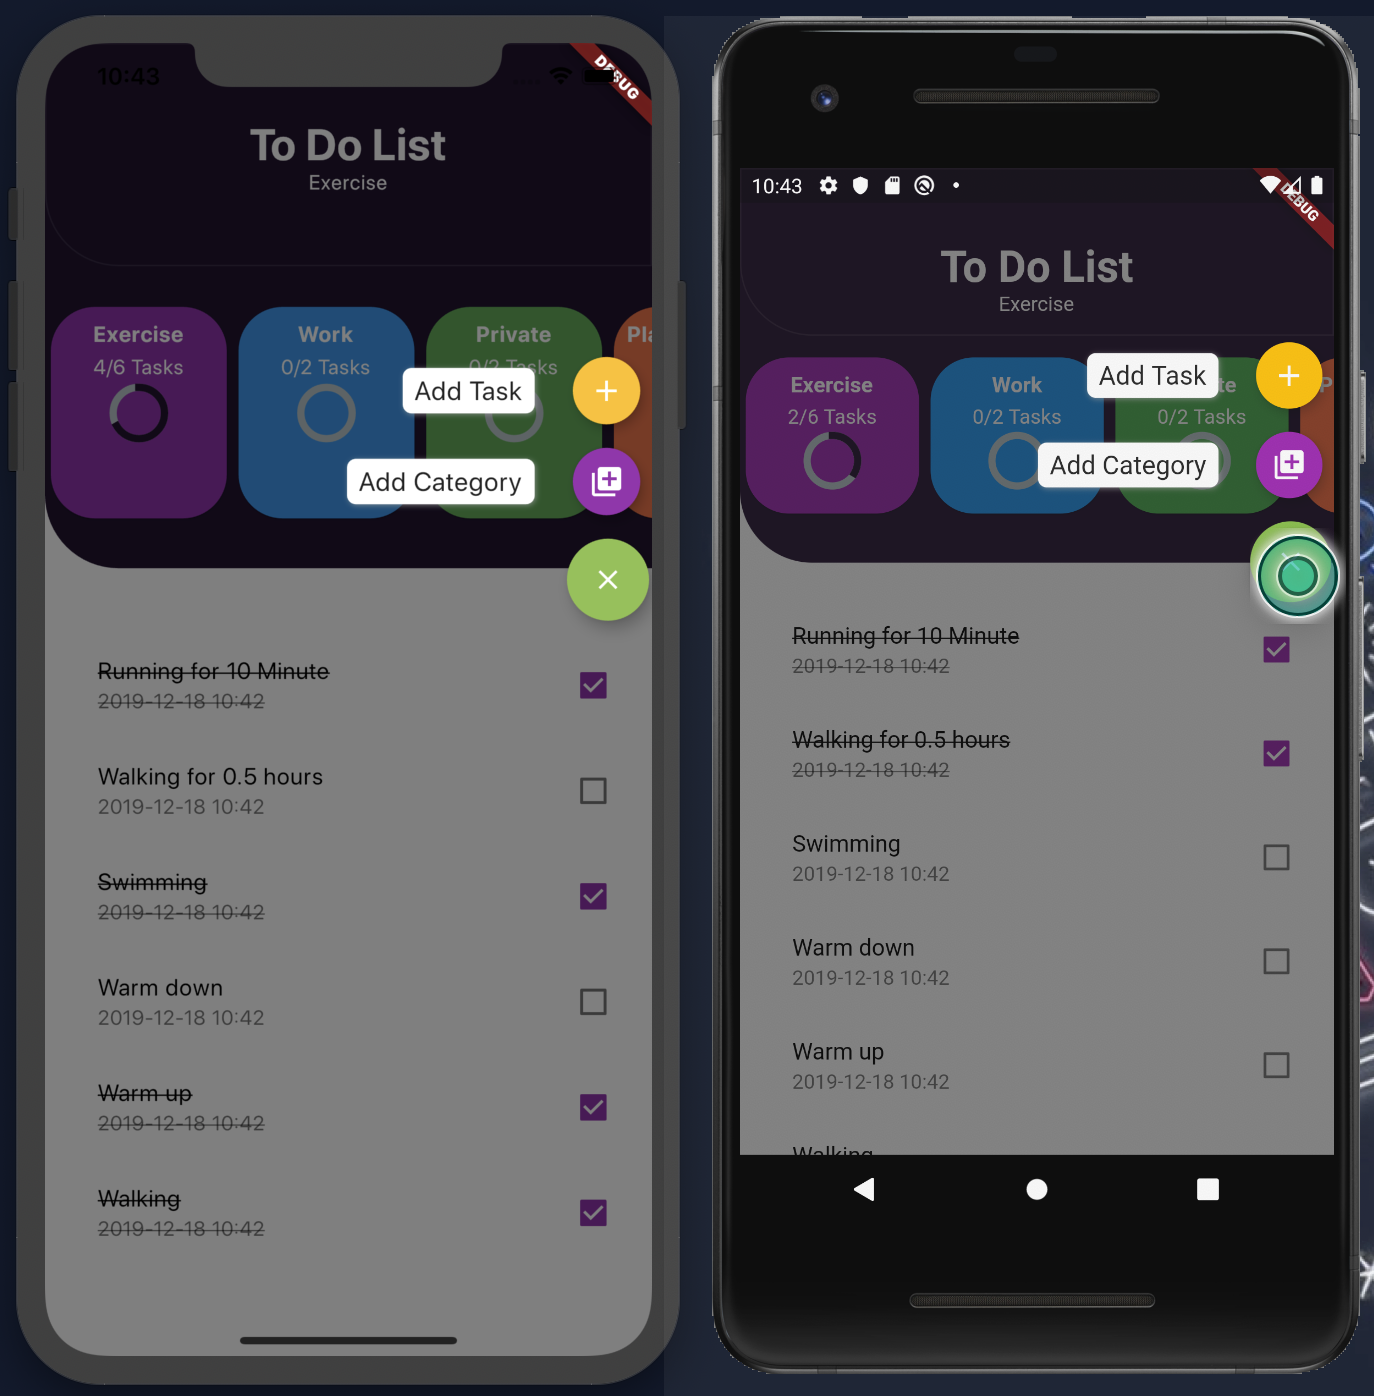 10:43
DEBUG
To Do List
Exercise
Exercise
4/6 Tasks
Work
0/2 Tasks
Private
0/2 Tasks
Pla
Add Task
Add Category
Running for 10 Minute
2019-12-18 10:42
Walking for 0.5 hours
2019-12-18 10:42
Swimming
2019-12-18 10:42
Warm down
2019-12-18 10:42
Warm up
2019-12-18 10:42
Walking
2019-12-18 10:42
10:43
DEBUG
To Do List
Exercise
Exercise
2/6 Tasks
Work
0/2 Tasks
te
0/2 Tasks
P
Add Task
Add Category
Running for 10 Minute
2019-12-18 10:42
Walking for 0.5 hours
2019-12-18 10:42
Swimming
2019-12-18 10:42
Warm down
2019-12-18 10:42
Warm up
2019-12-18 10:42
Walking